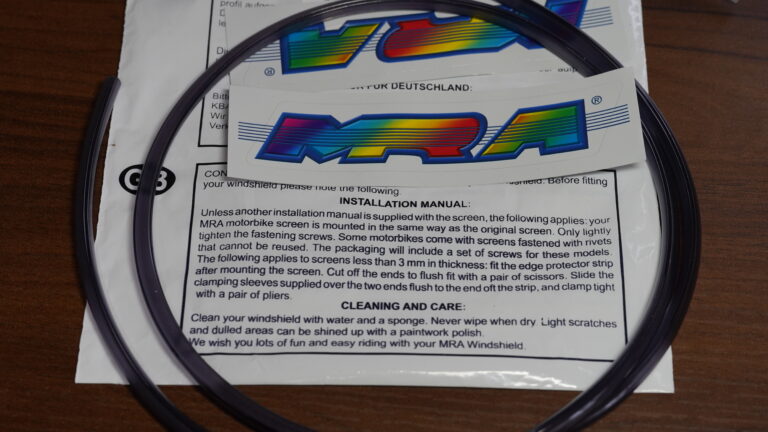 profil aufge
Di
MRA
®
FÜR DEUTSCHLAND:
Bitt
KBA
Wir
Verw
MRA ®
GB
CON
Before fitting
your windshield please note the following.
INSTALLATION MANUAL:
Unless another installation manual is supplied with the screen, the following applies: your
MRA motorbike screen is mounted in the same way as the original screen. Only lightly
tighten the fastening screws. Some motorbikes come with screens fastened with rivets
that cannot be reused. The packaging will include a set of screws for these models.
The following applies to screens less than 3 mm in thickness: fit the edge protector strip
after mounting the screen. Cut off the ends to flush fit with a pair of scissors. Slide the
clamping sleeves supplied over the two ends flush to the end oft the strip, and clamp tight
with a pair of pliers.
CLEANING AND CARE:
Clean your windshield with water and a sponge. Never wipe when dry. Light scratches
and dulled areas can be shined up with a paintwork polish.
We wish you lots of fun and easy riding with your MRA Windshield.